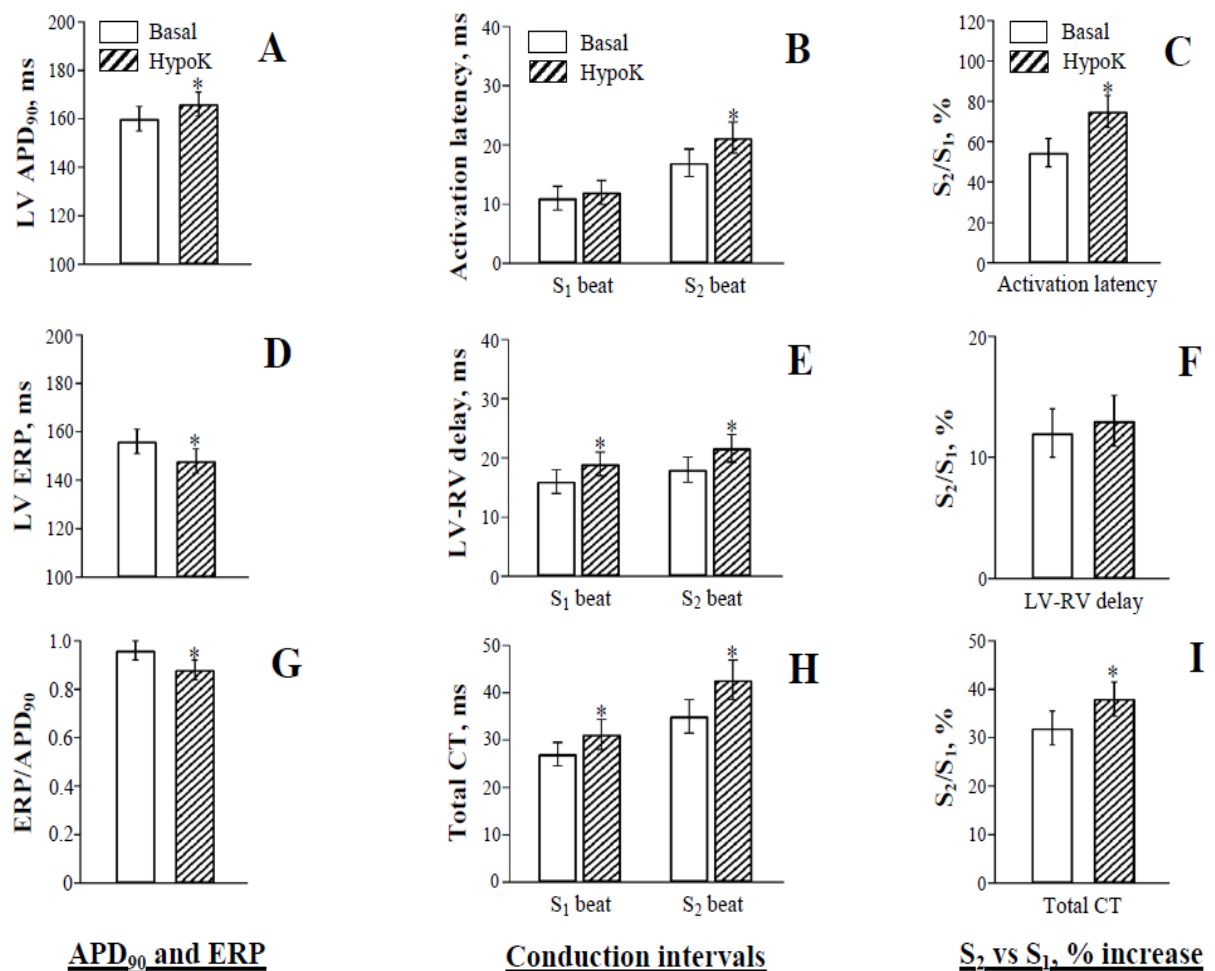 A
Basal
HypoK
LV APD90, ms
200
180
160
140
120
100
*
B
Basal
HypoK
Activation latency, ms
40
30
20
10
0
*
S1 beat
S2 beat
C
Basal
HypoK
S2/S1, %
120
100
80
60
40
20
0
*
Activation latency
D
LV ERP, ms
200
180
160
140
120
100
*
E
LV-RV delay, ms
40
30
20
10
0
*
*
S1 beat
S2 beat
F
S2/S1, %
20
10
0
LV-RV delay
G
ERP/APD90
1.0
0.8
0.6
0.4
0.2
0
*
H
Total CT, ms
50
40
30
20
10
0
*
*
S1 beat
S2 beat
I
S2/S1, %
50
40
30
20
10
0
*
Total CT
APD90 and ERP
Conduction intervals
S2 vs S1, % increase